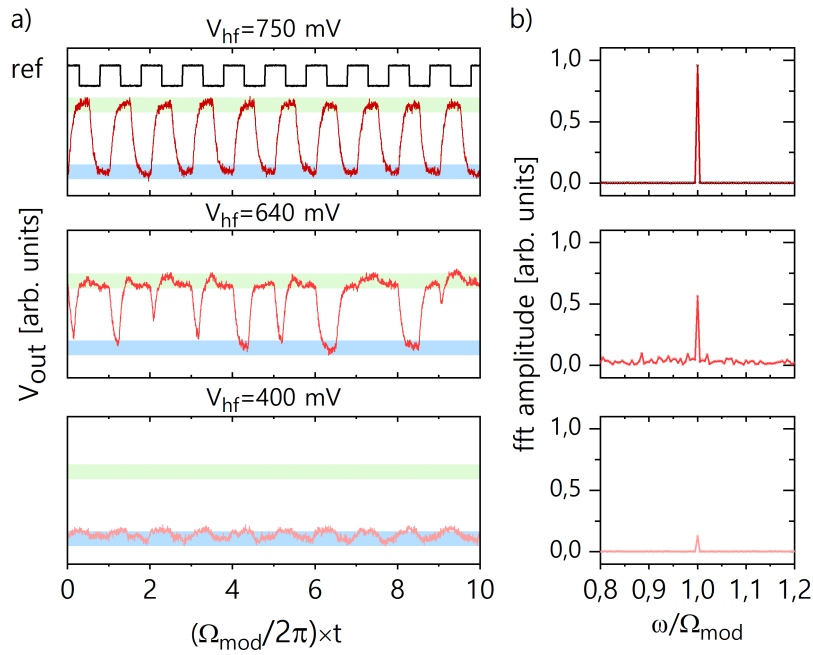 a)
V_hf=750 mV
ref
V_hf=640 mV
V_out [arb. units]
V_hf=400 mV
0 2 4 6 8 10
(Ω_mod/2π)×t
b)
1,0
0,5
0,0
1,0
0,5
0,0
1,0
0,5
0,0
fft amplitude [arb. units]
0,8 0,9 1,0 1,1 1,2
ω/Ω_mod